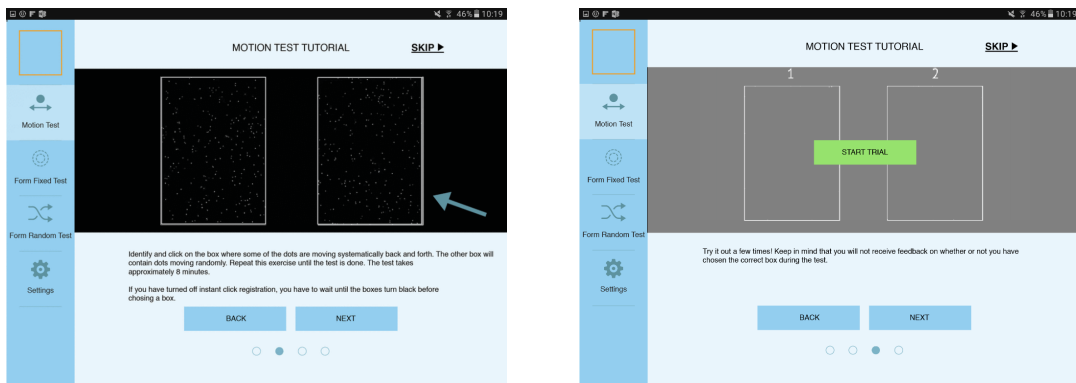 46% 10:19
MOTION TEST TUTORIAL
SKIP
Motion Test
Form Fixed Test
Form Random Test
Settings
Identify and click on the box where some of the dots are moving systematically back and forth. The other box will
contain dots moving randomly. Repeat this exercise until the test is done. The test takes
approximately 8 minutes.
If you have turned off instant click registration, you have to wait until the boxes turn black before
chosing a box.
BACK
NEXT
46% 10:19
MOTION TEST TUTORIAL
SKIP
1
2
Motion Test
Form Fixed Test
Form Random Test
Settings
START TRIAL
Try it out a few times! Keep in mind that you will not receive feedback on whether or not you have
chosen the correct box during the test.
BACK
NEXT